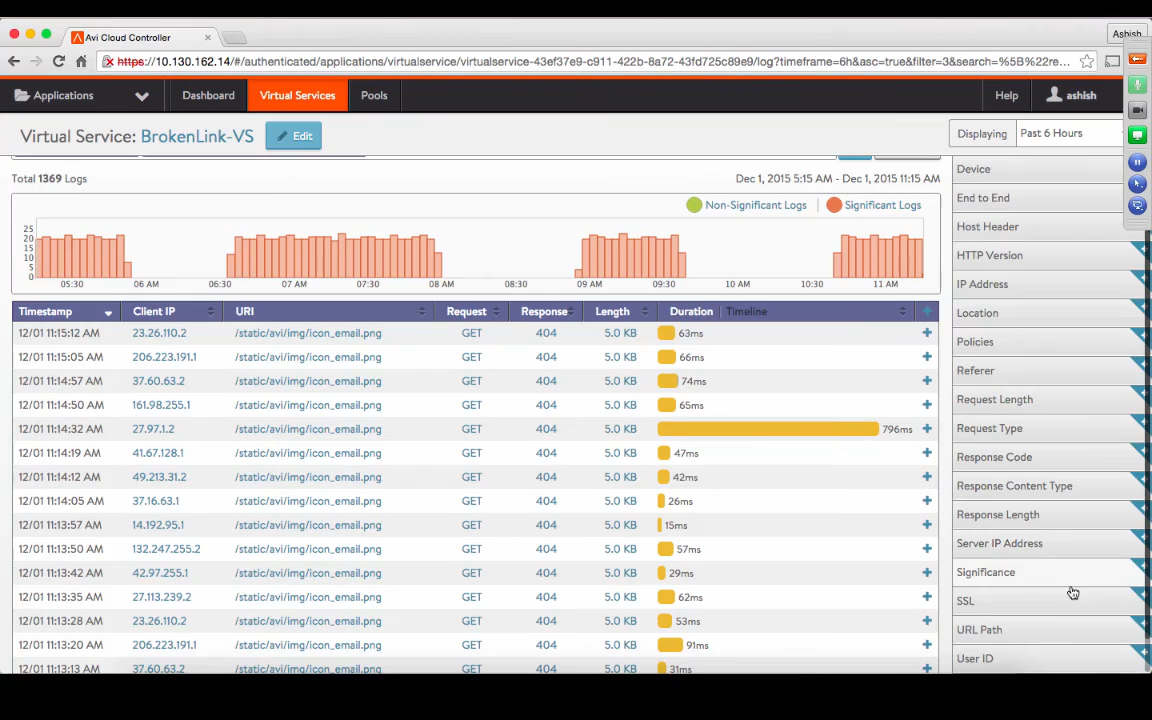 Avi Cloud Controller
Ashish
https://10.130.162.14/#/authenticated/applications/virtualservice/virtualservice-43ef37e9-c911-422b-8a72-43fd725c89e9/log?timeframe=6h&asc=true&filter=3&search=%5B%22re...
Applications Dashboard Virtual Services Pools Help ashish
Virtual Service: BrokenLink-VS Edit Displaying Past 6 Hours
Total 1369 Logs Dec 1, 2015 5:15 AM - Dec 1, 2015 11:15 AM
Non-Significant Logs Significant Logs
25
20
15
10
5
0
05:30 06 AM 06:30 07 AM 07:30 08 AM 08:30 09 AM 09:30 10 AM 10:30 11 AM
Timestamp Client IP URI Request Response Length Duration Timeline
12/01 11:15:12 AM 23.26.110.2 /static/avi/img/icon_email.png GET 404 5.0 KB 63ms
12/01 11:15:05 AM 206.223.191.1 /static/avi/img/icon_email.png GET 404 5.0 KB 66ms
12/01 11:14:57 AM 37.60.63.2 /static/avi/img/icon_email.png GET 404 5.0 KB 74ms
12/01 11:14:50 AM 161.98.255.1 /static/avi/img/icon_email.png GET 404 5.0 KB 65ms
12/01 11:14:32 AM 27.97.1.2 /static/avi/img/icon_email.png GET 404 5.0 KB 796ms
12/01 11:14:19 AM 41.67.128.1 /static/avi/img/icon_email.png GET 404 5.0 KB 47ms
12/01 11:14:12 AM 49.213.31.2 /static/avi/img/icon_email.png GET 404 5.0 KB 42ms
12/01 11:14:05 AM 37.16.63.1 /static/avi/img/icon_email.png GET 404 5.0 KB 26ms
12/01 11:13:57 AM 14.192.95.1 /static/avi/img/icon_email.png GET 404 5.0 KB 15ms
12/01 11:13:50 AM 132.247.255.2 /static/avi/img/icon_email.png GET 404 5.0 KB 57ms
12/01 11:13:42 AM 42.97.255.1 /static/avi/img/icon_email.png GET 404 5.0 KB 29ms
12/01 11:13:35 AM 27.113.239.2 /static/avi/img/icon_email.png GET 404 5.0 KB 62ms
12/01 11:13:28 AM 23.26.110.2 /static/avi/img/icon_email.png GET 404 5.0 KB 53ms
12/01 11:13:20 AM 206.223.191.1 /static/avi/img/icon_email.png GET 404 5.0 KB 91ms
12/01 11:13:13 AM 37.60.63.2 /static/avi/img/icon_email.png GET 404 5.0 KB 31ms
Device
End to End
Host Header
HTTP Version
IP Address
Location
Policies
Referer
Request Length
Request Type
Response Code
Response Content Type
Response Length
Server IP Address
Significance
SSL
URL Path
User ID